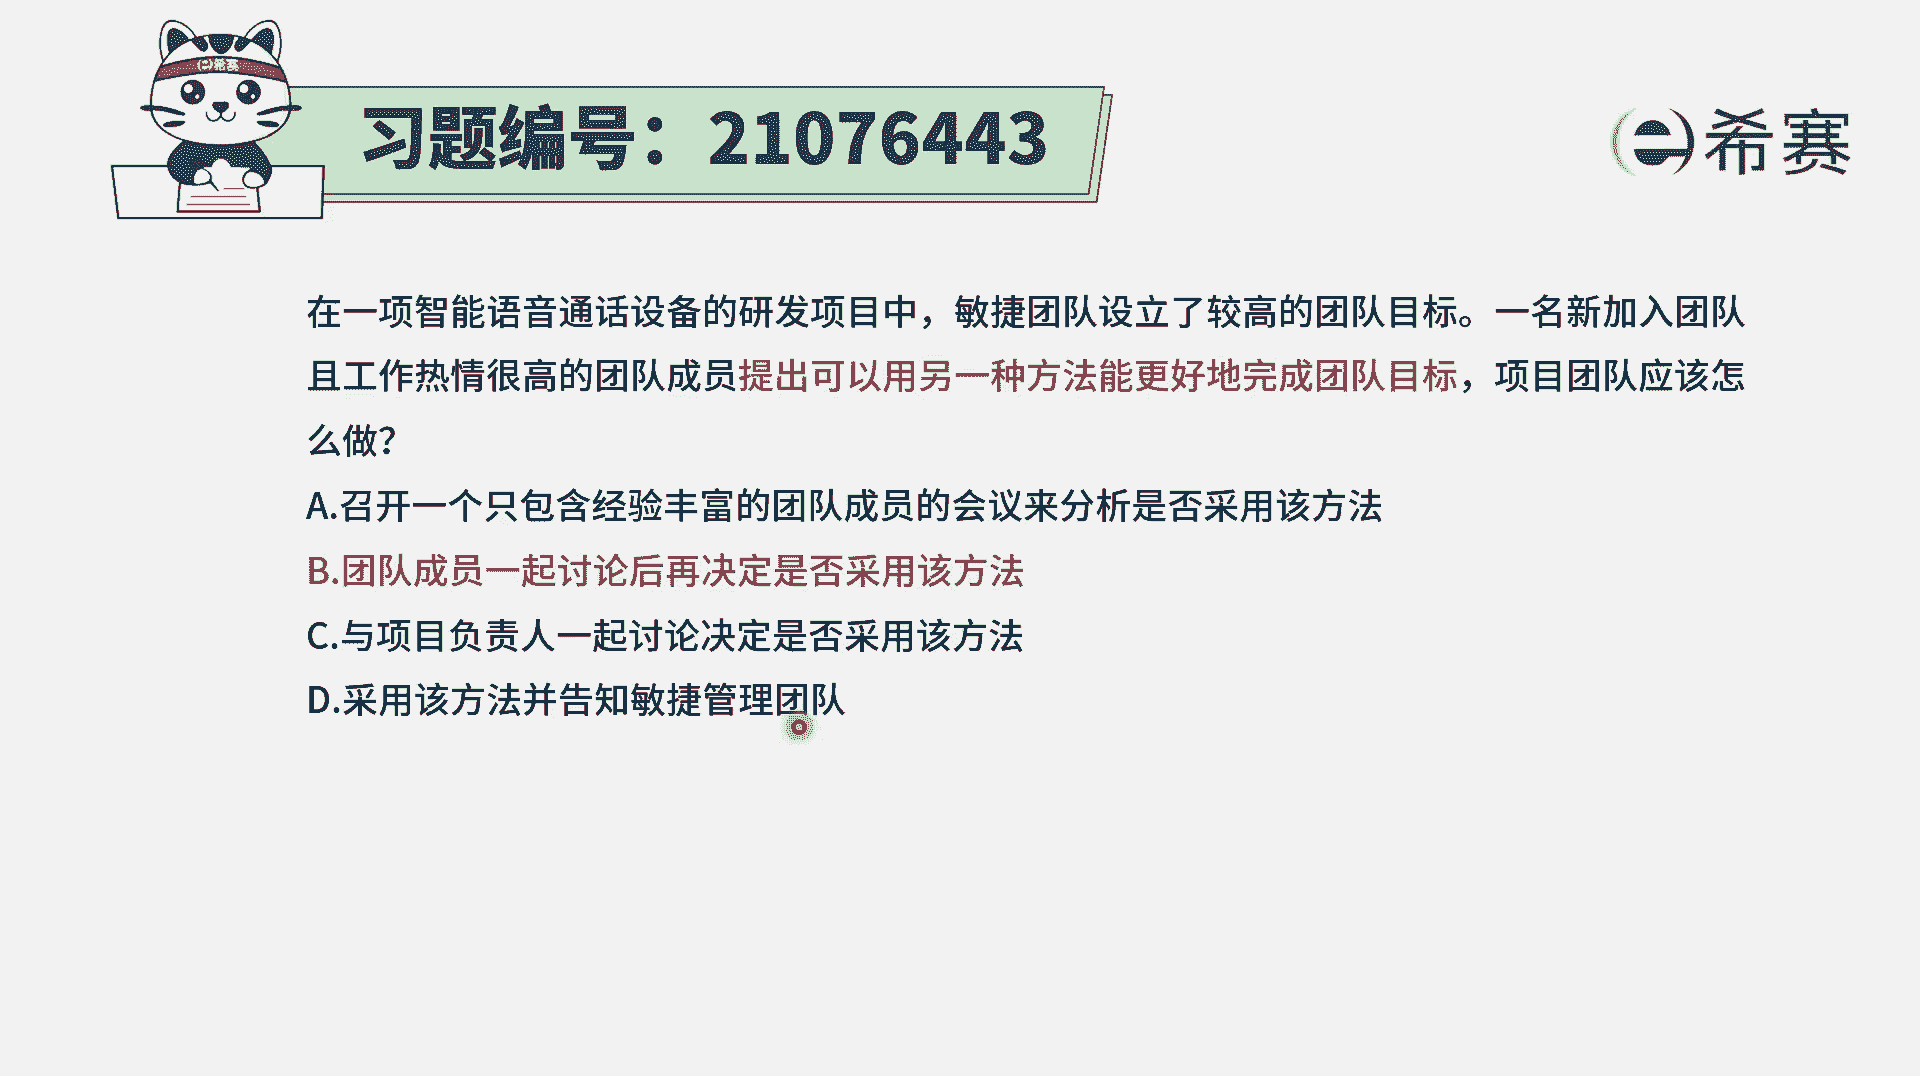 希赛
习题编号：21076443
希赛
在一项智能语音通话设备的研发项目中，敏捷团队设立了较高的团队目标。一名新加入团队
且工作热情很高的团队成员提出可以用另一种方法能更好地完成团队目标，项目团队应该怎
么做？
A.召开一个只包含经验丰富的团队成员的会议来分析是否采用该方法
B.团队成员一起讨论后再决定是否采用该方法
C.与项目负责人一起讨论决定是否采用该方法
D.采用该方法并告知敏捷管理团队